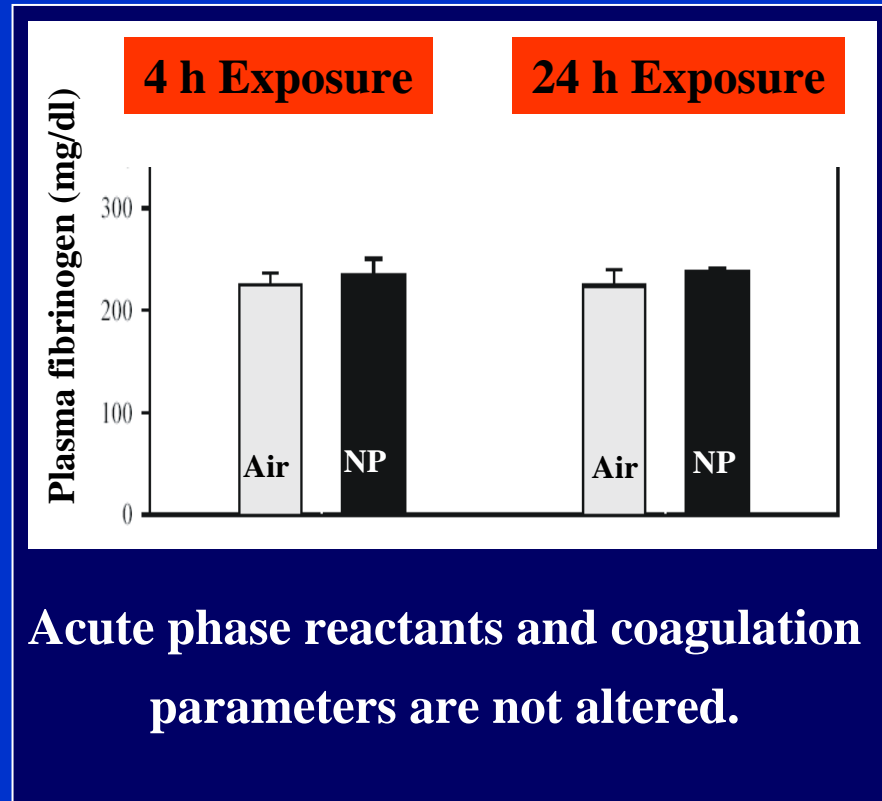 4 h Exposure
24 h Exposure
Plasma fibrinogen (mg/dl)
300
200
100
0
Air
NP
Air
NP
Acute phase reactants and coagulation
parameters are not altered.